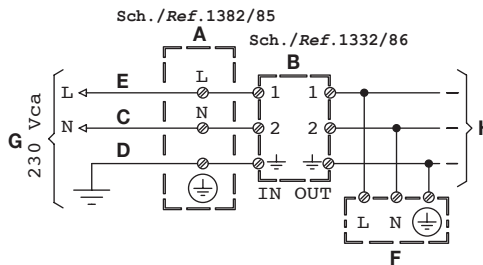 Sch./Ref.1382/85
A
Sch./Ref.1332/86
B
L
E
L
1
1
N
C
N
2
2
D
G
230 Vca
H
IN OUT
L
N
F